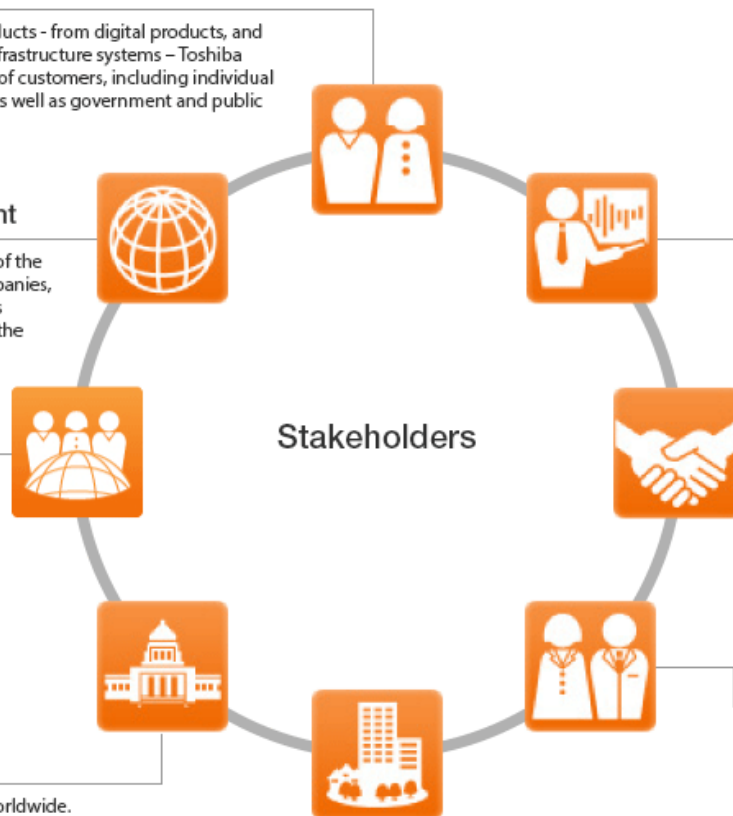 ucts - from digital products, and
frastructure systems – Toshiba
of customers, including individual
s well as government and public
nt
of the
panies,
s
the
Stakeholders
orldwide.